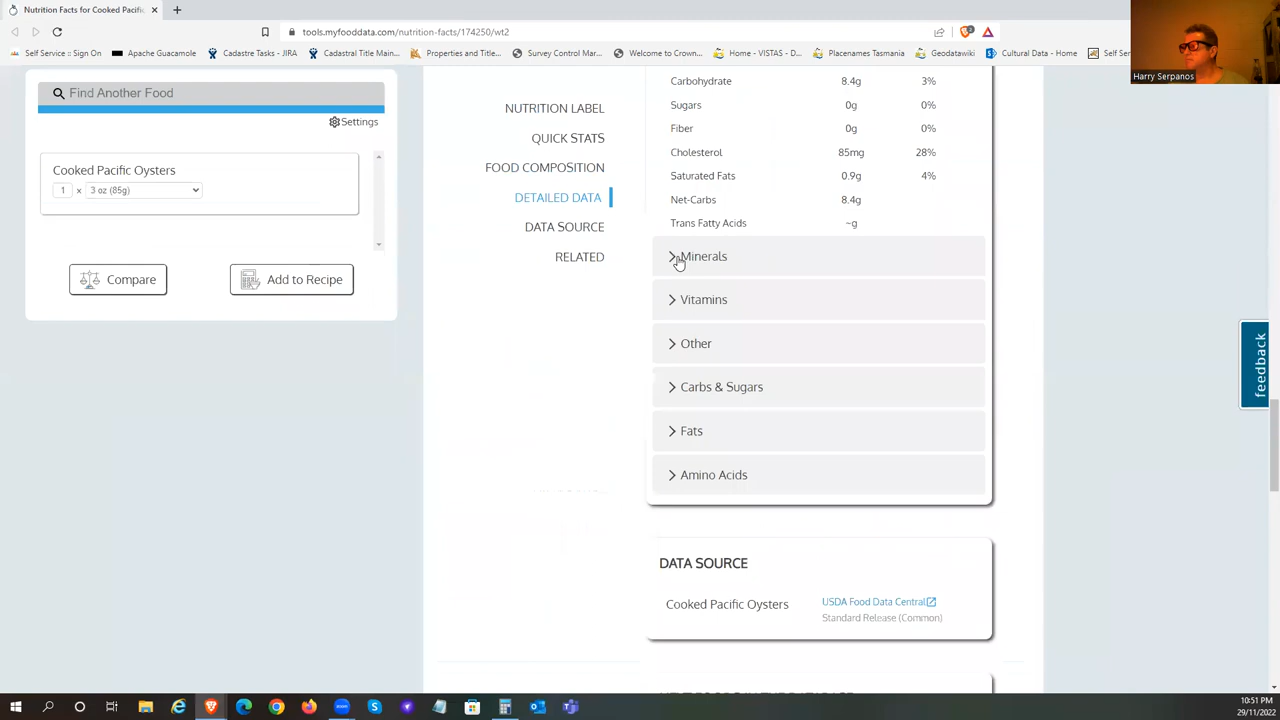 Nutrition Facts for Cooked Pacific
tools.myfooddata.com/nutrition-facts/174250/wt2
Self Service :: Sign On
Apache Guacamole
Cadastre Tasks - JIRA
Cadastral Title Main...
Properties and Title...
Survey Control Mar...
Welcome to Crown...
Home - VISTAS - D...
Placenames Tasmania
Geodatawiki
Cultural Data - Home
Self Ser
Harry Serpanos
Find Another Food
Settings
Cooked Pacific Oysters
1 x 3 oz (85g)
Compare
Add to Recipe
NUTRITION LABEL
QUICK STATS
FOOD COMPOSITION
DETAILED DATA
DATA SOURCE
RELATED
Carbohydrate 8.4g 3%
Sugars 0g 0%
Fiber 0g 0%
Cholesterol 85mg 28%
Saturated Fats 0.9g 4%
Net-Carbs 8.4g
Trans Fatty Acids ~g
Minerals
Vitamins
Other
Carbs & Sugars
Fats
Amino Acids
DATA SOURCE
Cooked Pacific Oysters USDA Food Data Central
Standard Release (Common)
feedback
10:51 PM
29/11/2022